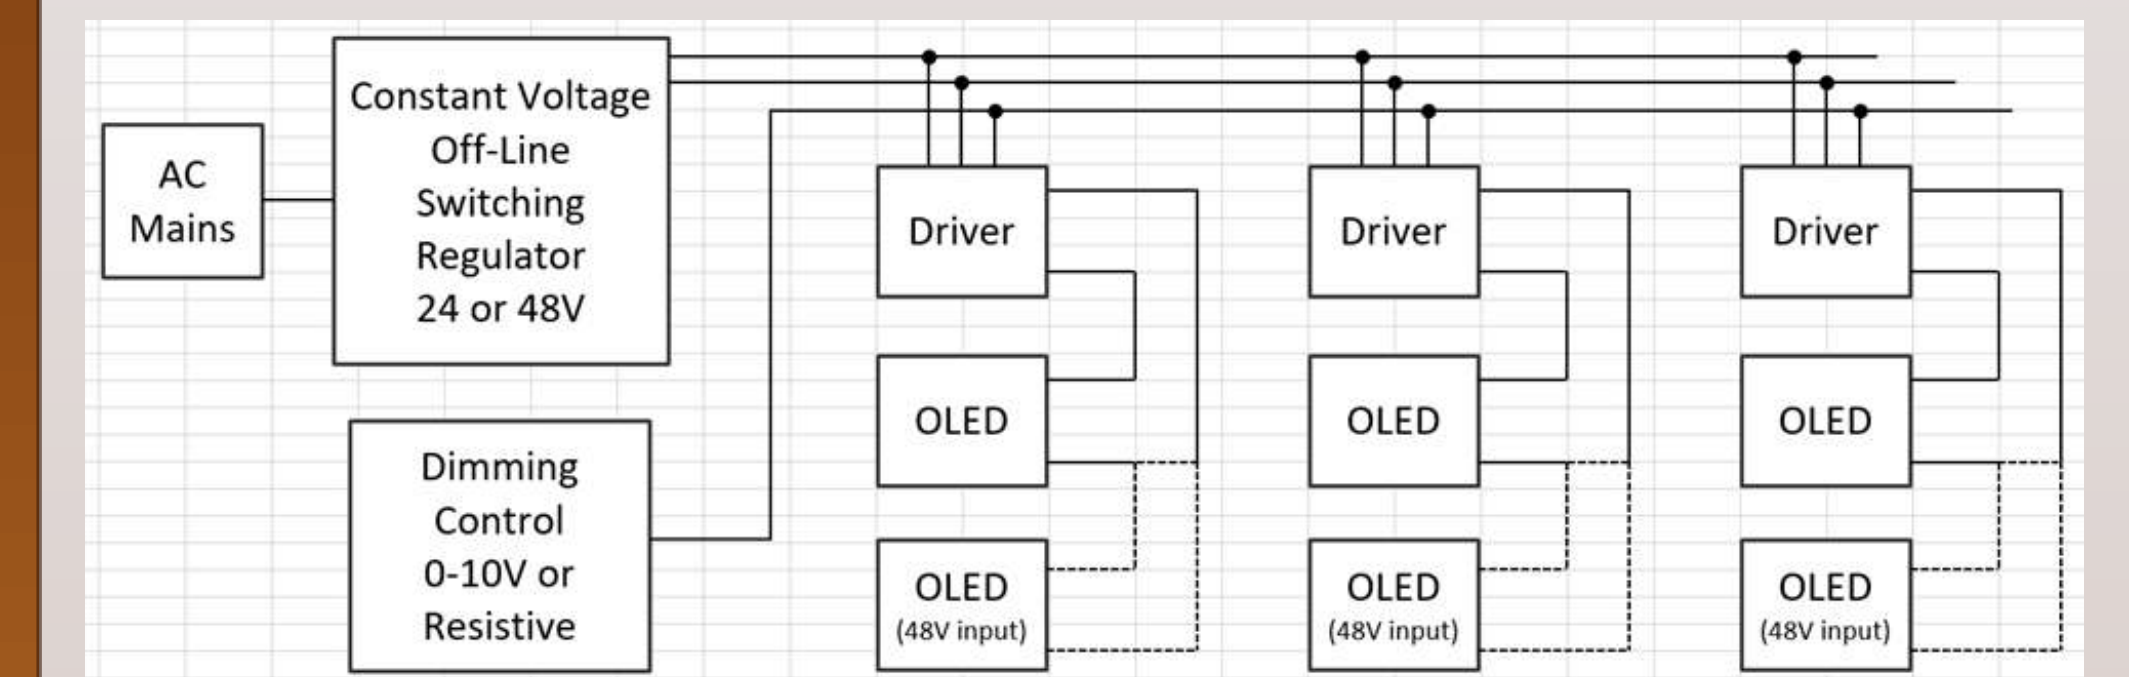 AC
Mains
Constant Voltage
Off-Line
Switching
Regulator
24 or 48V
Dimming
Control
0-10V or
Resistive
Driver
OLED
OLED
(48V input)
Driver
OLED
OLED
(48V input)
Driver
OLED
OLED
(48V input)